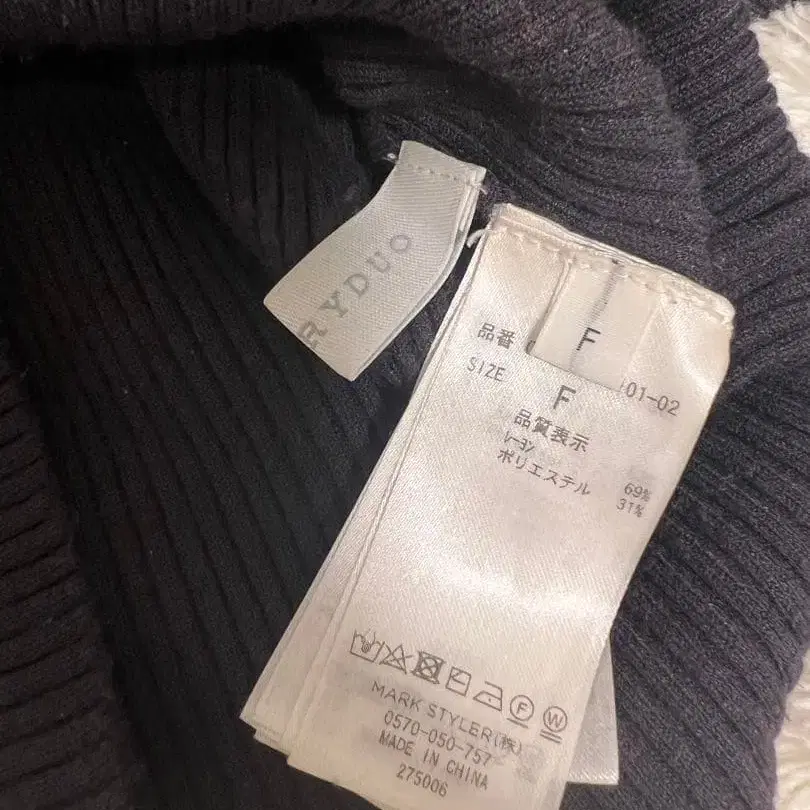 RYDUO
F
品番
01-02
SIZE F
品質表示
レーヨン 69%
ポリエステル 31%
F W
MARK STYLER(株)
0570-050-757
MADE IN CHINA
275006